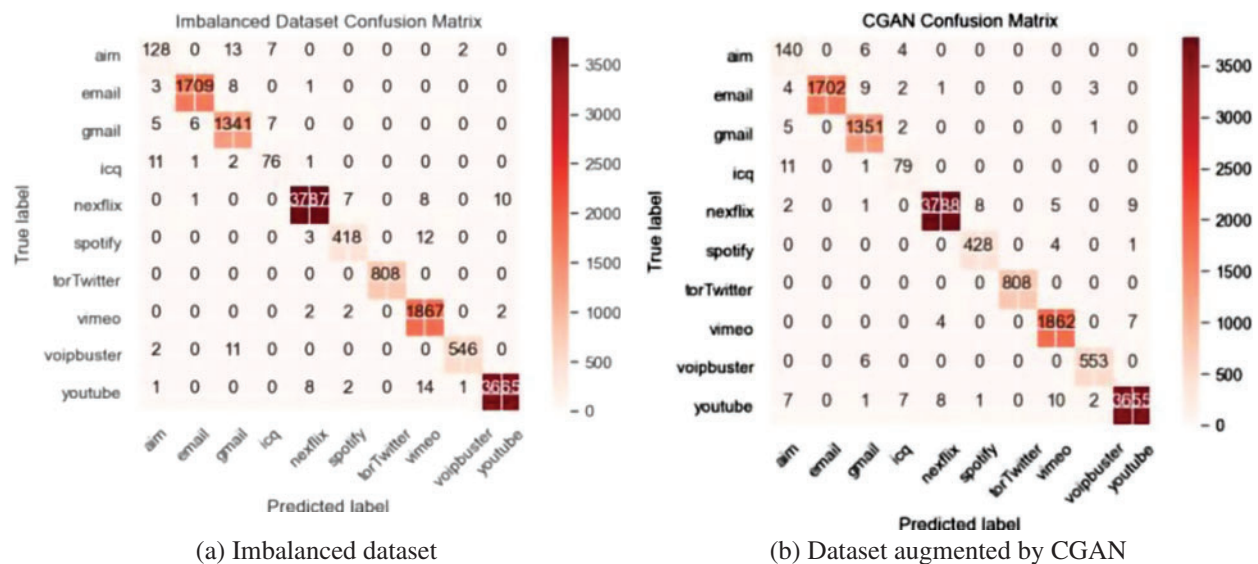 Imbalanced Dataset Confusion Matrix
True label
aim 128 0 13 7 0 0 0 0 2 0
email 3 1709 8 0 1 0 0 0 0 0
gmail 5 6 1341 7 0 0 0 0 0 0
icq 11 1 2 76 1 0 0 0 0 0
nexflix 0 1 0 0 3787 7 0 8 0 10
spotify 0 0 0 0 3 418 0 12 0 0
torTwitter 0 0 0 0 0 0 808 0 0 0
vimeo 0 0 0 0 2 2 0 1867 0 2
voipbuster 2 0 11 0 0 0 0 0 546 0
youtube 1 0 0 0 8 2 0 14 1 3665
aim email gmail icq nexflix spotify torTwitter vimeo voipbuster youtube
Predicted label
3500
3000
2500
2000
1500
1000
500
0
(a) Imbalanced dataset
CGAN Confusion Matrix
True label
aim 140 0 6 4 0 0 0 0 0 0
email 4 1702 9 2 1 0 0 0 3 0
gmail 5 0 1351 2 0 0 0 0 1 0
icq 11 0 1 79 0 0 0 0 0 0
nexflix 2 0 1 0 3788 8 0 5 0 9
spotify 0 0 0 0 0 428 0 4 0 1
torTwitter 0 0 0 0 0 0 808 0 0 0
vimeo 0 0 0 0 4 0 0 1862 0 7
voipbuster 0 0 6 0 0 0 0 0 553 0
youtube 7 0 1 7 8 1 0 10 2 3655
aim email gmail icq nexflix spotify torTwitter vimeo voipbuster youtube
Predicted label
3500
3000
2500
2000
1500
1000
500
0
(b) Dataset augmented by CGAN